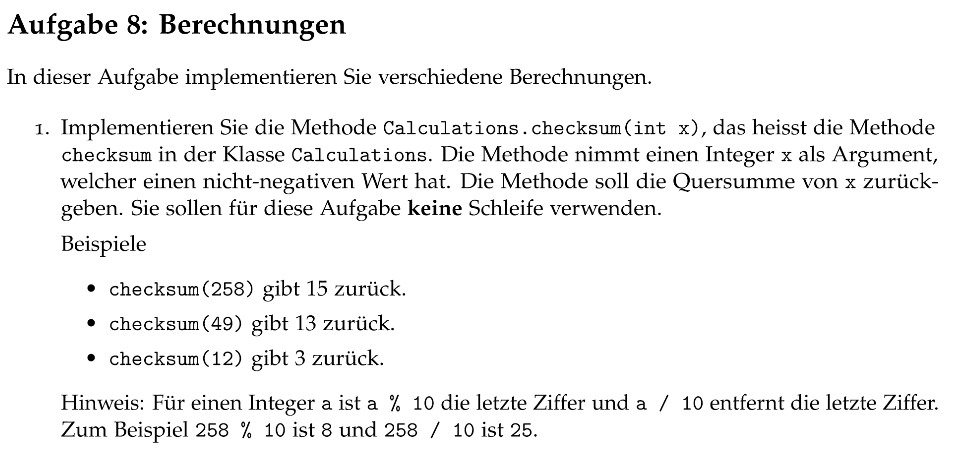 Aufgabe 8: Berechnungen
In dieser Aufgabe implementieren Sie verschiedene Berechnungen.
1. Implementieren Sie die Methode Calculations.checksum(int x), das heisst die Methode
checksum in der Klasse Calculations. Die Methode nimmt einen Integer x als Argument,
welcher einen nicht-negativen Wert hat. Die Methode soll die Quersumme von x zurück-
geben. Sie sollen für diese Aufgabe keine Schleife verwenden.
Beispiele
• checksum(258) gibt 15 zurück.
• checksum(49) gibt 13 zurück.
• checksum(12) gibt 3 zurück.
Hinweis: Für einen Integer a ist a % 10 die letzte Ziffer und a / 10 entfernt die letzte Ziffer.
Zum Beispiel 258 % 10 ist 8 und 258 / 10 ist 25.